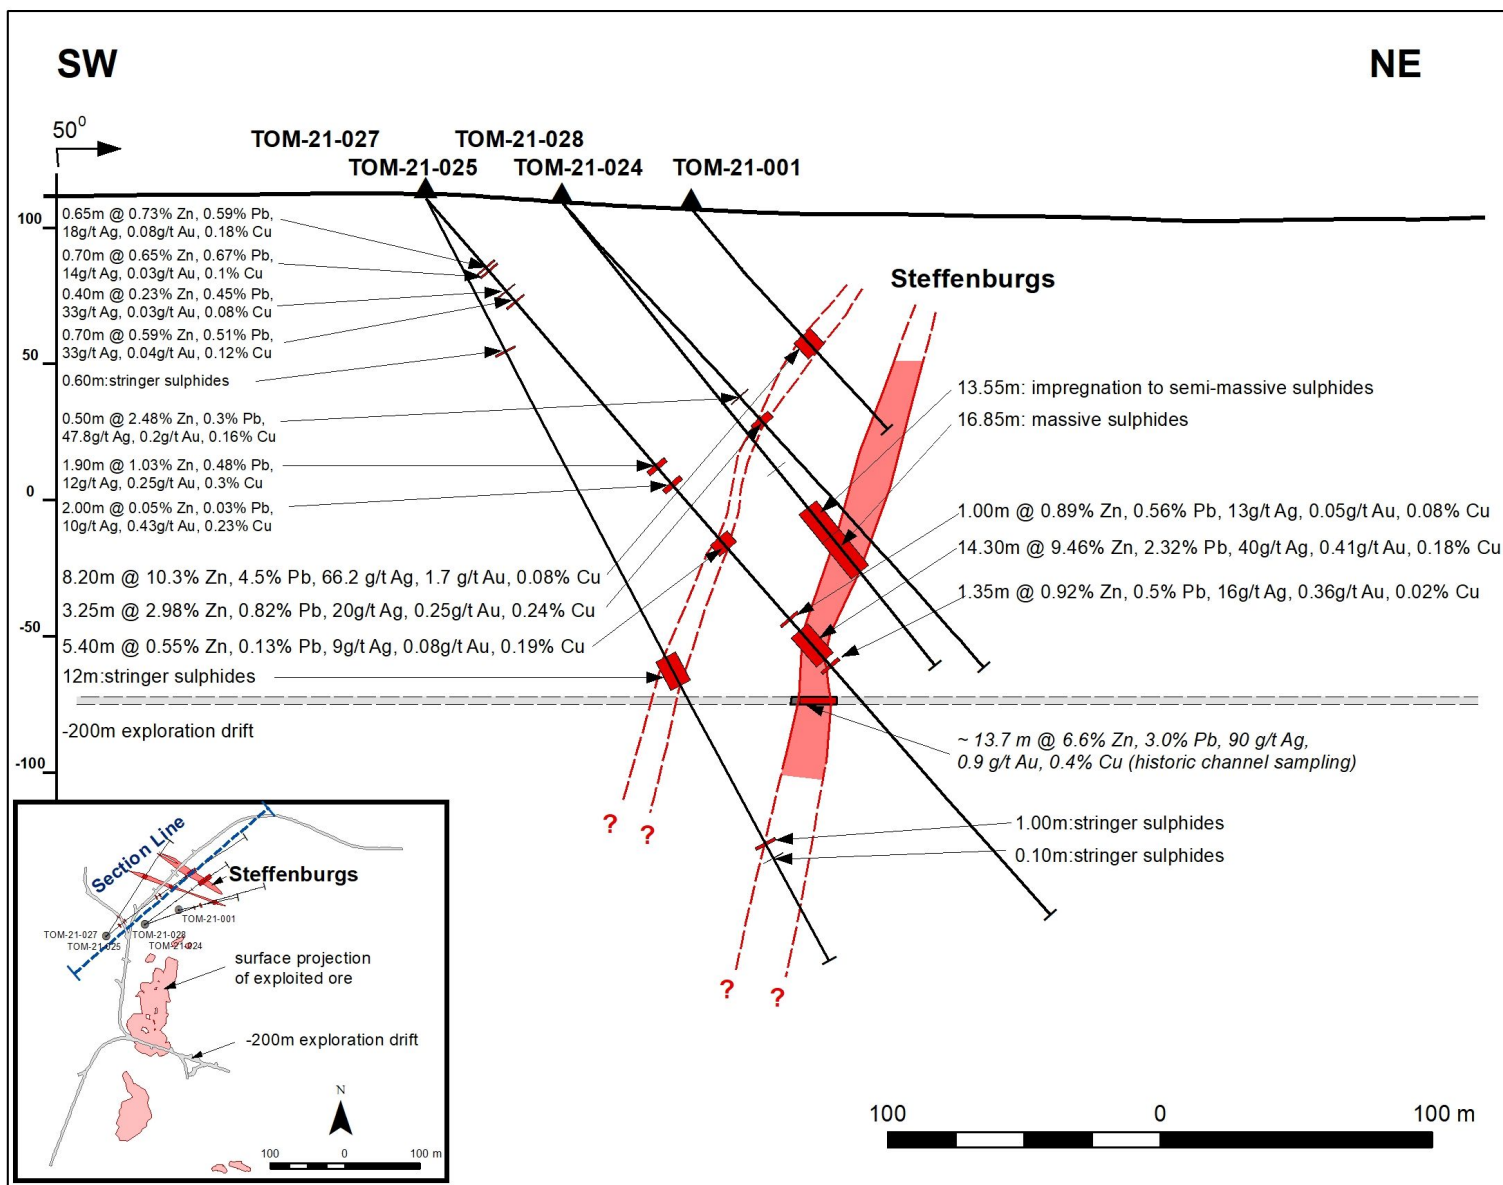 SW
NE
50⁰
TOM-21-027
TOM-21-028
TOM-21-025
TOM-21-024
TOM-21-001
100
50
0
-50
-100
0.65m @ 0.73% Zn, 0.59% Pb,
18g/t Ag, 0.08g/t Au, 0.18% Cu
0.70m @ 0.65% Zn, 0.67% Pb,
14g/t Ag, 0.03g/t Au, 0.1% Cu
0.40m @ 0.23% Zn, 0.45% Pb,
33g/t Ag, 0.03g/t Au, 0.08% Cu
0.70m @ 0.59% Zn, 0.51% Pb,
33g/t Ag, 0.04g/t Au, 0.12% Cu
0.60m:stringer sulphides
0.50m @ 2.48% Zn, 0.3% Pb,
47.8g/t Ag, 0.2g/t Au, 0.16% Cu
1.90m @ 1.03% Zn, 0.48% Pb,
12g/t Ag, 0.25g/t Au, 0.3% Cu
2.00m @ 0.05% Zn, 0.03% Pb,
10g/t Ag, 0.43g/t Au, 0.23% Cu
8.20m @ 10.3% Zn, 4.5% Pb, 66.2 g/t Ag, 1.7 g/t Au, 0.08% Cu
3.25m @ 2.98% Zn, 0.82% Pb, 20g/t Ag, 0.25g/t Au, 0.24% Cu
5.40m @ 0.55% Zn, 0.13% Pb, 9g/t Ag, 0.08g/t Au, 0.19% Cu
12m:stringer sulphides
-200m exploration drift
Steffenburgs
13.55m: impregnation to semi-massive sulphides
16.85m: massive sulphides
1.00m @ 0.89% Zn, 0.56% Pb, 13g/t Ag, 0.05g/t Au, 0.08% Cu
14.30m @ 9.46% Zn, 2.32% Pb, 40g/t Ag, 0.41g/t Au, 0.18% Cu
1.35m @ 0.92% Zn, 0.5% Pb, 16g/t Ag, 0.36g/t Au, 0.02% Cu
~ 13.7 m @ 6.6% Zn, 3.0% Pb, 90 g/t Ag,
0.9 g/t Au, 0.4% Cu (historic channel sampling)
1.00m:stringer sulphides
0.10m:stringer sulphides
?
?
?
?
Section Line
Steffenburgs
TOM-21-001
TOM-21-027
TOM-21-028
TOM-21-025
TOM-21-024
surface projection
of exploited ore
-200m exploration drift
N
100
0
100 m
100
0
100 m